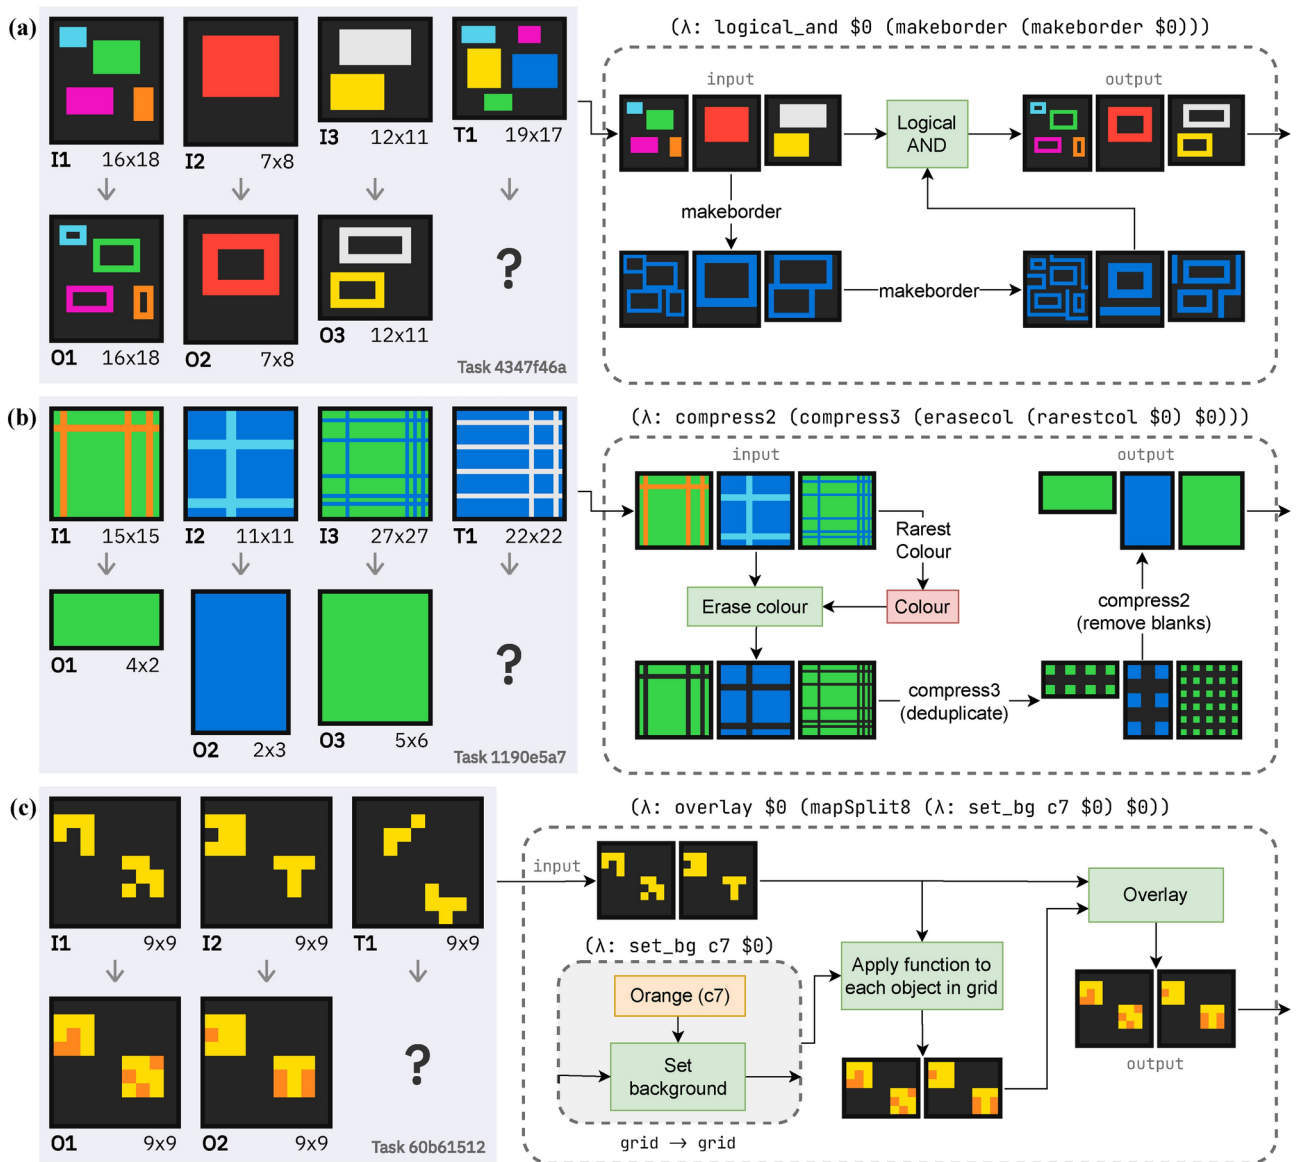 (a)
I1 16x18
I2 7x8
I3 12x11
T1 19x17
O1 16x18
O2 7x8
O3 12x11
?
Task 4347f46a
(λ: logical_and $0 (makeborder (makeborder $0)))
input
output
Logical
AND
makeborder
makeborder
(b)
I1 15x15
I2 11x11
I3 27x27
T1 22x22
O1 4x2
O2 2x3
O3 5x6
?
Task 1190e5a7
(λ: compress2 (compress3 (erasecol (rarestcol $0) $0)))
input
output
Rarest
Colour
Erase colour
Colour
compress2
(remove blanks)
compress3
(deduplicate)
(c)
I1 9x9
I2 9x9
T1 9x9
O1 9x9
O2 9x9
?
Task 60b61512
(λ: overlay $0 (mapSplit8 (λ: set_bg c7 $0) $0))
input
Overlay
(λ: set_bg c7 $0)
Orange (c7)
Set
background
Apply function to
each object in grid
output
grid → grid